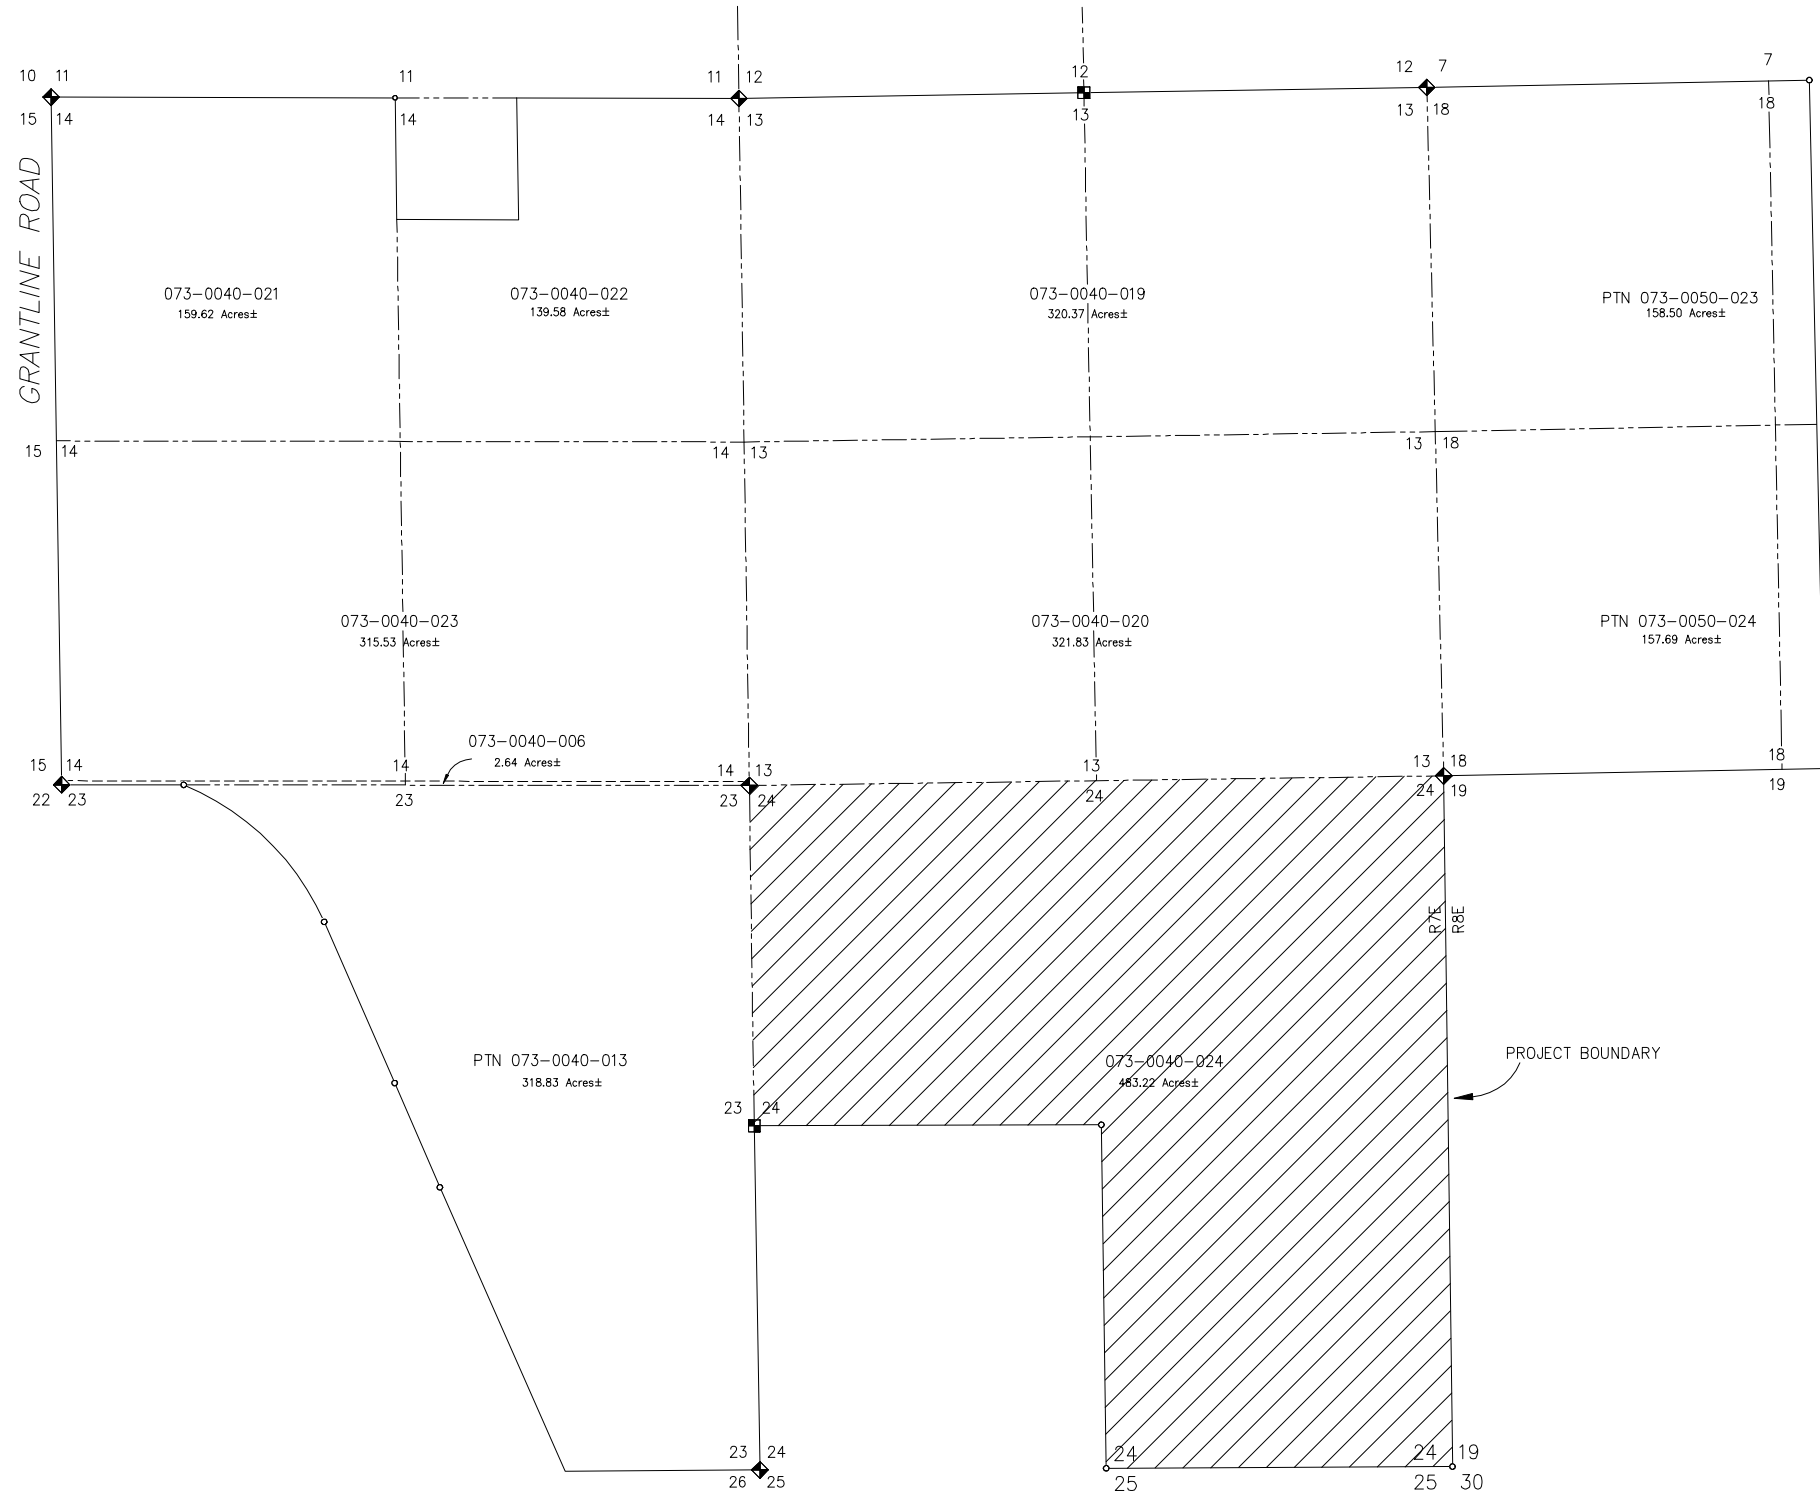 10 11
11
11 12
12
12 7
7
15 14
14
14 13
13
13 18
18
GRANTLINE ROAD
073-0040-021
159.62 Acres±
073-0040-022
139.58 Acres±
073-0040-019
320.37 Acres±
PTN 073-0050-023
158.50 Acres±
15 14
14 13
13 18
073-0040-023
315.53 Acres±
073-0040-020
321.83 Acres±
PTN 073-0050-024
157.69 Acres±
073-0040-006
2.64 Acres±
15 14
14
14 13
13
13 18
18
22 23
23
23 24
24
24 19
19
R7E
R8E
PTN 073-0040-013
318.83 Acres±
073-0040-024
483.22 Acres±
PROJECT BOUNDARY
23 24
23 24
24
24 19
26 25
25
25 30